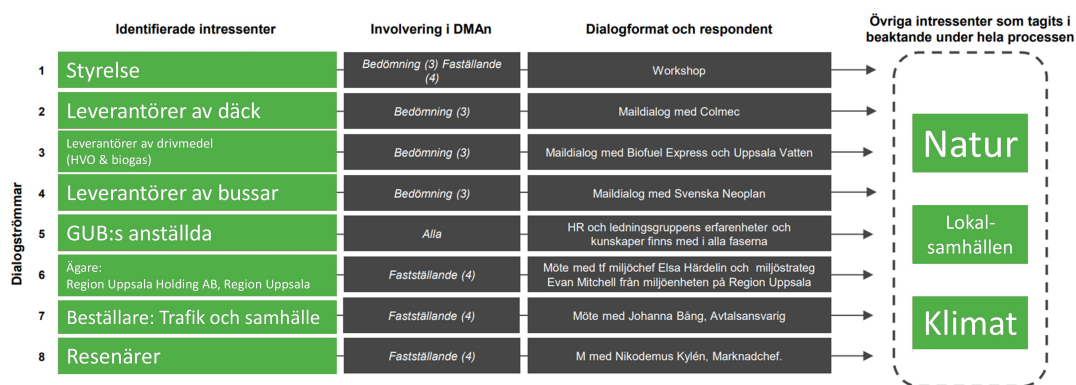 Identifierade intressenter
Involvering i DMAn
Dialogformat och respondent
Övriga intressenter som tagits i
beaktande under hela processen
Dialogströmmar
1
Styrelse
Bedömning (3) Faställande
(4)
Workshop
2
Leverantörer av däck
Bedömning (3)
Maildialog med Colmec
3
Leverantörer av drivmedel
(HVO & biogas)
Bedömning (3)
Maildialog med Biofuel Express och Uppsala Vatten
4
Leverantörer av bussar
Bedömning (3)
Maildialog med Svenska Neoplan
5
GUB:s anställda
Alla
HR och ledningsgruppens erfarenheter och
kunskaper finns med i alla faserna
6
Ägare:
Region Uppsala Holding AB, Region Uppsala
Fastställande (4)
Möte med tf miljöchef Elsa Härdelin och miljöstrateg
Evan Mitchell från miljöenheten på Region Uppsala
7
Beställare: Trafik och samhälle
Fastställande (4)
Möte med Johanna Bång, Avtalsansvarig
8
Resenärer
Fastställande (4)
M med Nikodemus Kylén, Marknadchef.
Natur
Lokal-
samhällen
Klimat